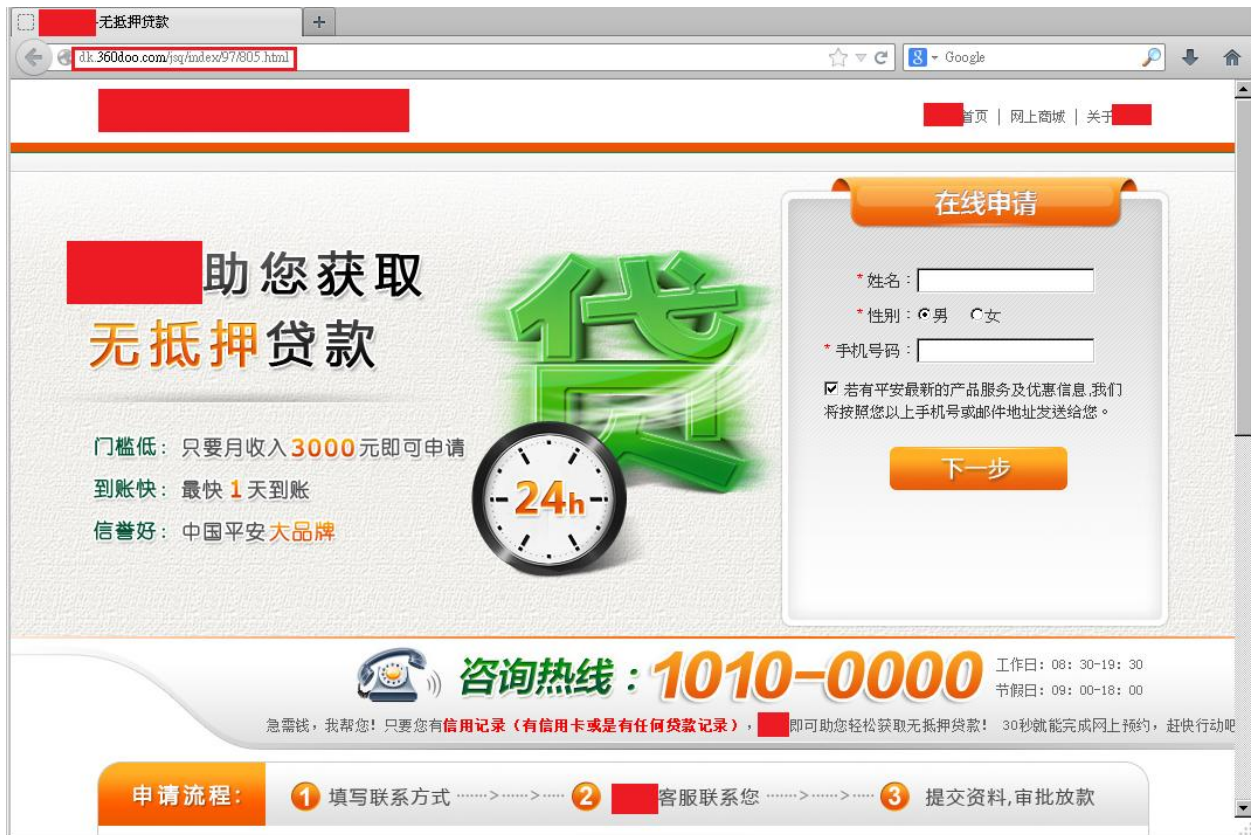 -无抵押贷款
dk.360doo.com/jsq/index/97/805.html
Google
首页 | 网上商城 | 关于
在线申请
助您获取
无抵押贷款
*姓名:
*性别: 男 女
*手机号码:
若有平安最新的产品服务及优惠信息,我们
将按照您以上手机号或邮件地址发送给您。
下一步
门槛低: 只要月收入3000元即可申请
到账快: 最快1天到账
信誉好: 中国平安大品牌
贷
24h
咨询热线:1010-0000
工作日: 08: 30-19: 30
节假日: 09: 00-18: 00
急需钱,我帮您!只要您有信用记录(有信用卡或是有任何贷款记录), 即可助您轻松获取无抵押贷款! 30秒就能完成网上预约,赶快行动吧
申请流程: 1 填写联系方式 ······>······>····· 2 客服联系您 ······>······>····· 3 提交资料,审批放款